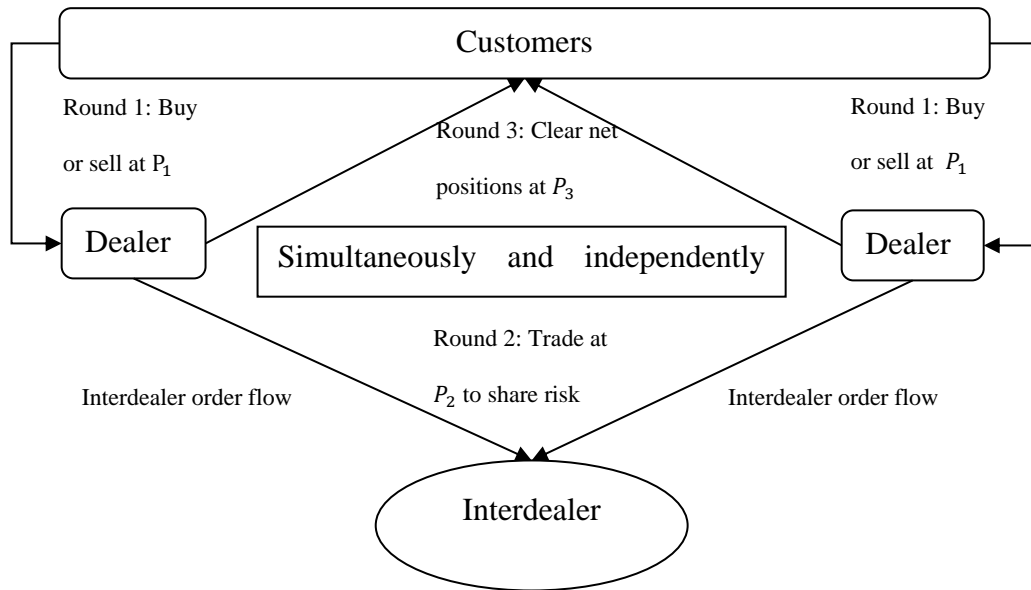 Customers
Round 1: Buy
or sell at P₁
Round 3: Clear net
positions at P₃
Round 1: Buy
or sell at P₁
Dealer
Simultaneously and independently
Dealer
Round 2: Trade at
P₂ to share risk
Interdealer order flow
Interdealer order flow
Interdealer